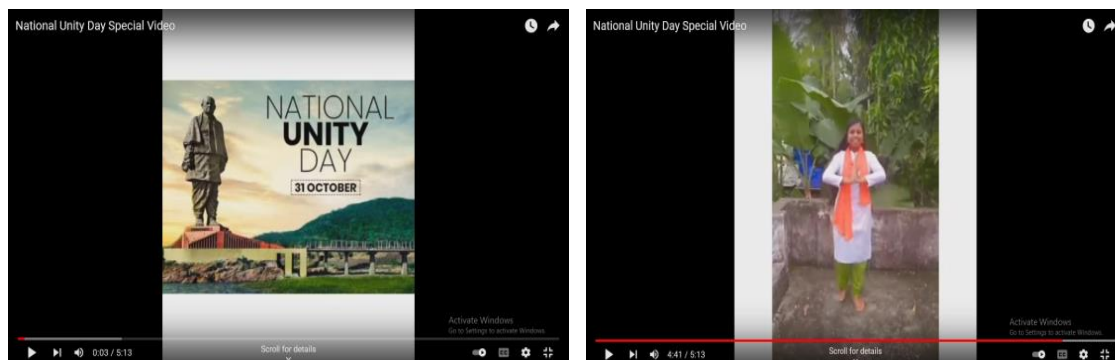 National Unity Day Special Video
NATIONAL
UNITY
DAY
31 OCTOBER
Activate Windows
Go to Settings to activate Windows.
0:03 / 5:13
Scroll for details
National Unity Day Special Video
Activate Windows
Go to Settings to activate Windows.
4:41 / 5:13
Scroll for details